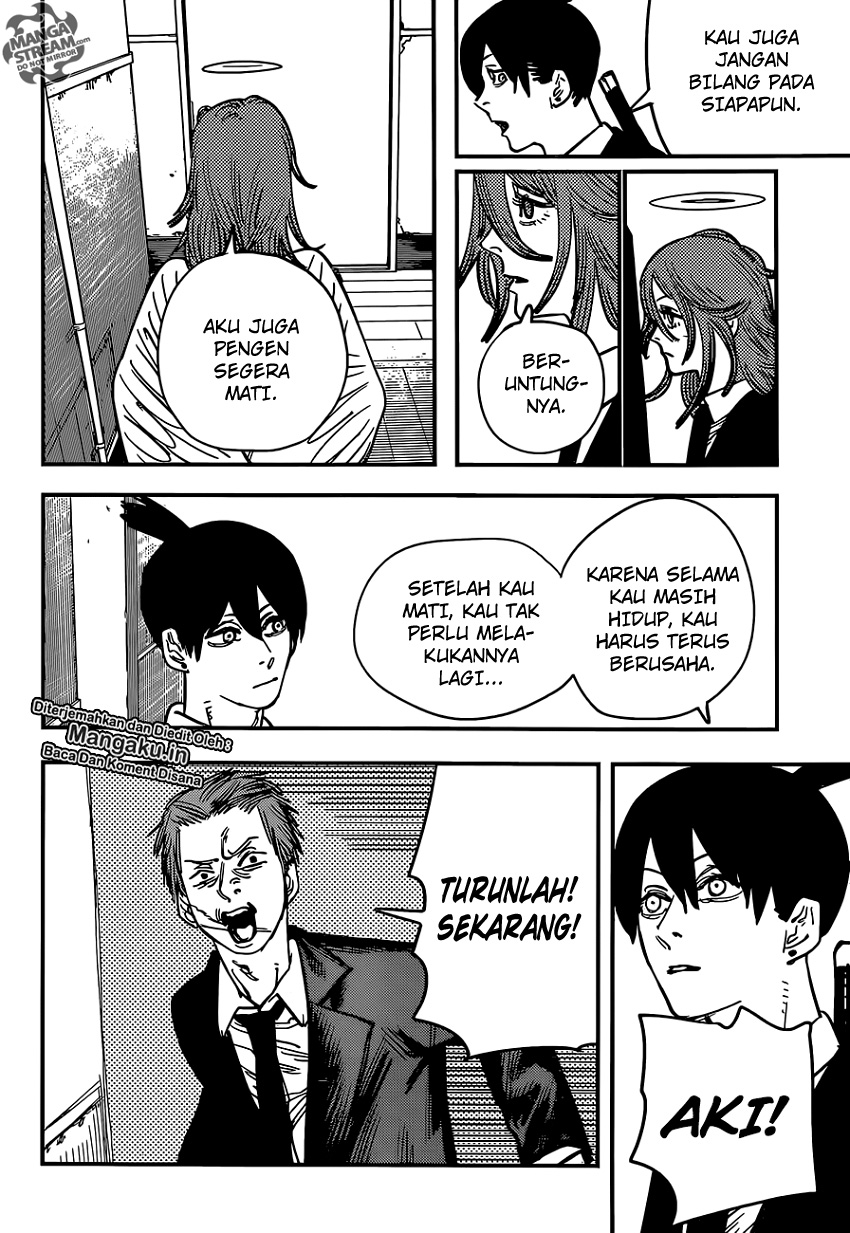 MANGA
STREAM.com
DO NOT MIRROR
KAU JUGA
JANGAN
BILANG PADA
SIAPAPUN.
BER-
UNTUNG-
NYA.
AKU JUGA
PENGEN
SEGERA
MATI.
KARENA SELAMA
KAU MASIH
HIDUP, KAU
HARUS TERUS
BERUSAHA.
SETELAH KAU
MATI, KAU TAK
PERLU MELA-
KUKANNYA
LAGI...
Diterjemahkan dan Diedit Oleh :
Mangaku.in
Baca Dan Koment Disana
AKI!
TURUNLAH!
SEKARANG!